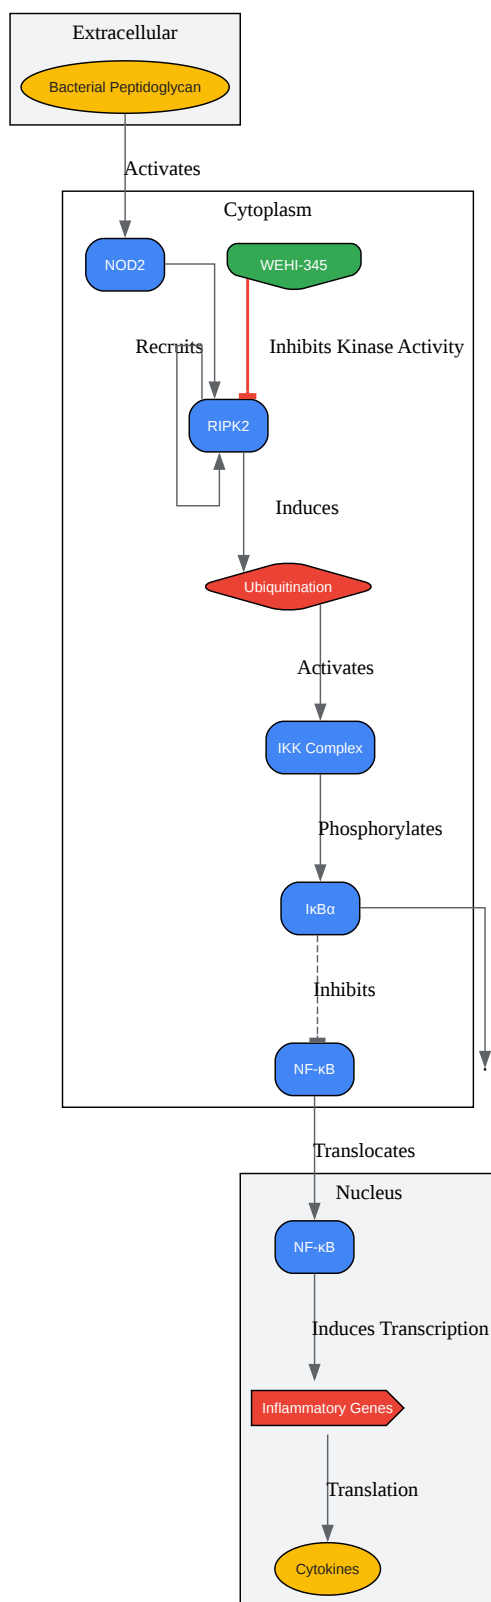 Extracellular
Bacterial Peptidoglycan
Activates
Cytoplasm
NOD2
WEHI-345
Recruits
Inhibits Kinase Activity
RIPK2
Induces
Ubiquitination
Activates
IKK Complex
Phosphorylates
IκBα
Inhibits
NF-κB
Translocates
Nucleus
NF-κB
Induces Transcription
Inflammatory Genes
Translation
Cytokines